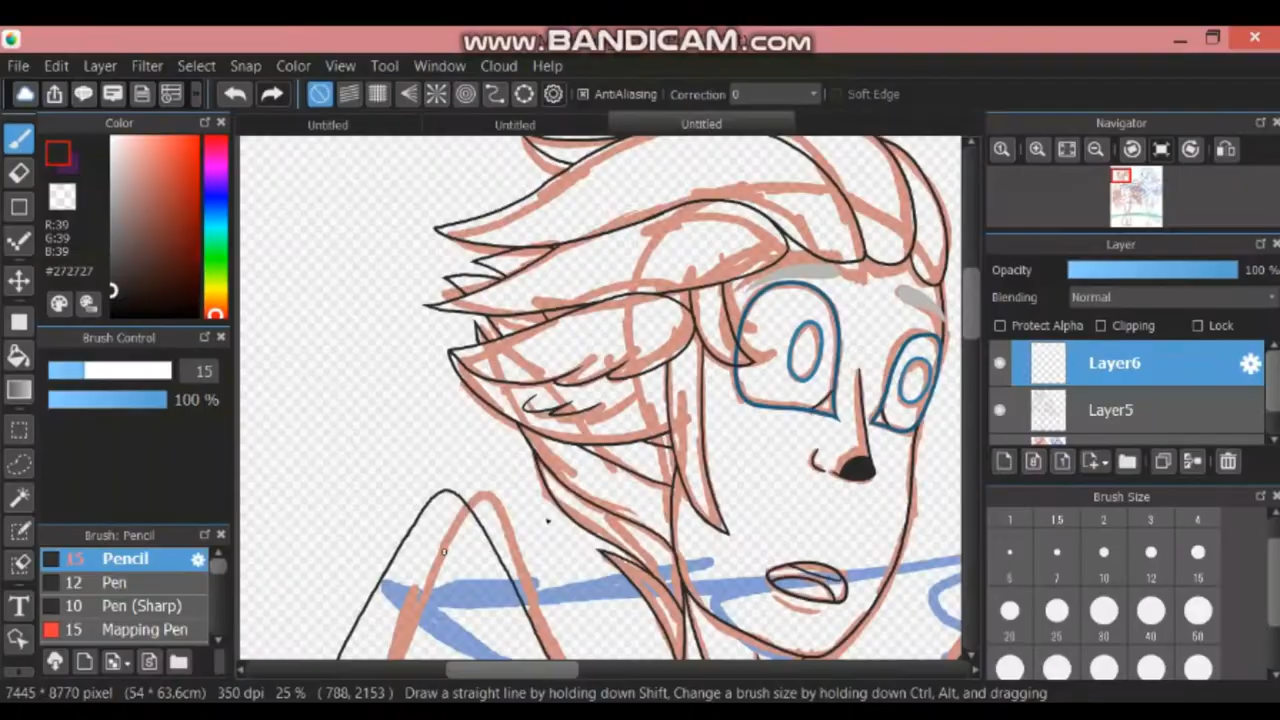 www.BANDICAM.com
File Edit Layer Filter Select Snap Color View Tool Window Cloud Help
AntiAliasing Correction 0 Soft Edge
Color
Untitled Untitled Untitled
Navigator
R:39
G:39
B:39
#272727
Layer
Opacity 100 %
Blending Normal
Protect Alpha Clipping Lock
Brush Control
15
100 %
Layer6
Layer5
Brush Size
1 1.5 2 3 4
5 7 10 12 15
20 25 30 40 50
Brush: Pencil
15 Pencil
12 Pen
10 Pen (Sharp)
15 Mapping Pen
T
7445 * 8770 pixel (54 * 63.6cm) 350 dpi 25 % ( 788, 2153 ) Draw a straight line by holding down Shift, Change a brush size by holding down Ctrl, Alt, and dragging